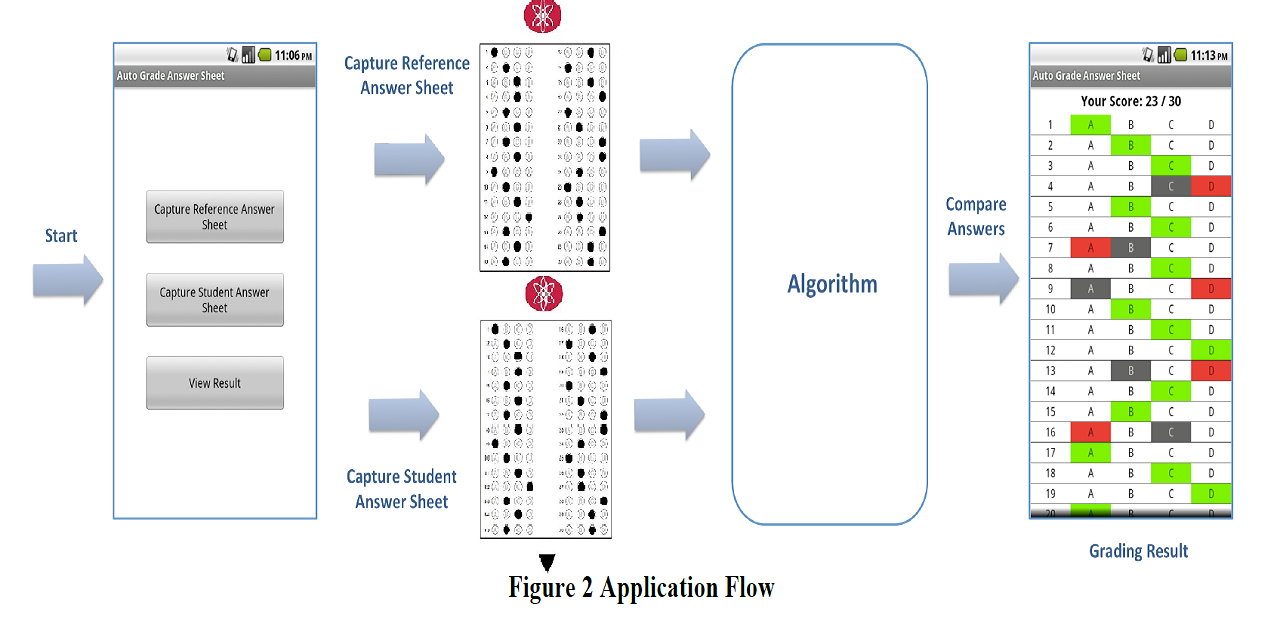 Start
11:06 PM
Auto Grade Answer Sheet
Capture Reference Answer
Sheet
Capture Student Answer
Sheet
View Result
Capture Reference
Answer Sheet
Capture Student
Answer Sheet
Algorithm
Compare
Answers
11:13 PM
Auto Grade Answer Sheet
Your Score: 23 / 30
1 A B C D
2 A B C D
3 A B C D
4 A B C D
5 A B C D
6 A B C D
7 A B C D
8 A B C D
9 A B C D
10 A B C D
11 A B C D
12 A B C D
13 A B C D
14 A B C D
15 A B C D
16 A B C D
17 A B C D
18 A B C D
19 A B C D
20 A B C D
Grading Result
Figure 2 Application Flow